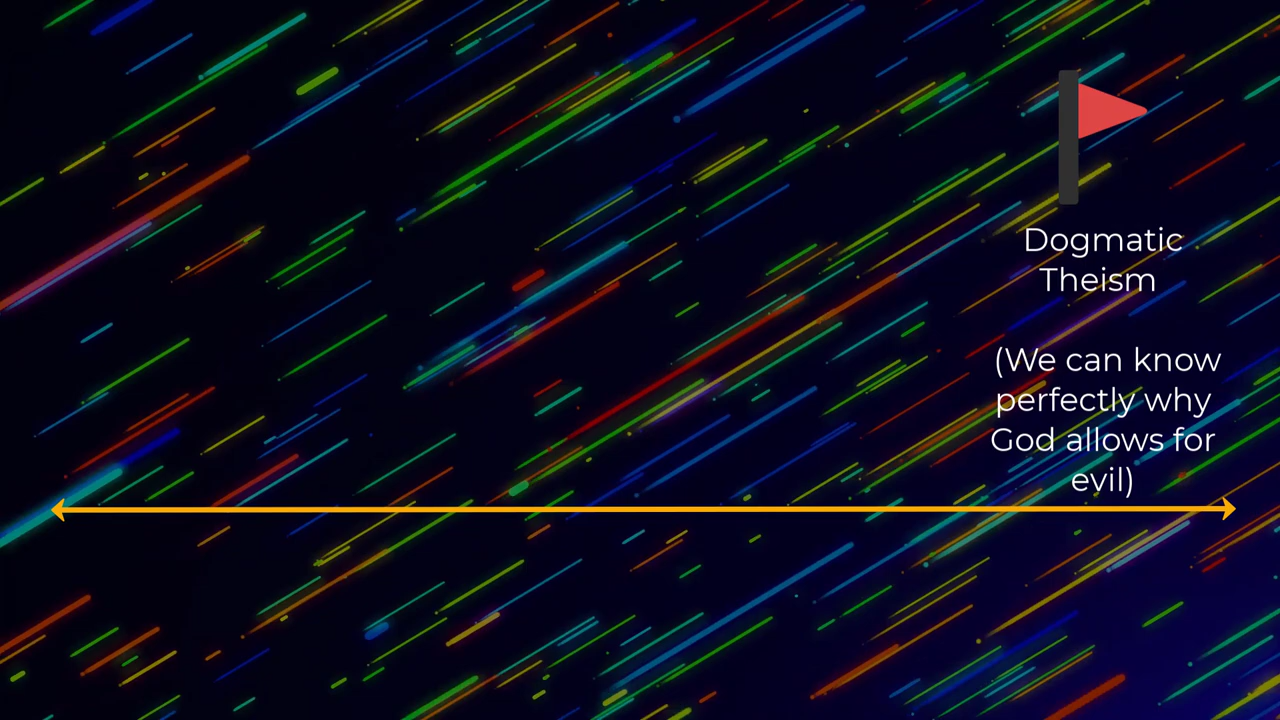 Dogmatic
Theism
(We can know
perfectly why
God allows for
evil)